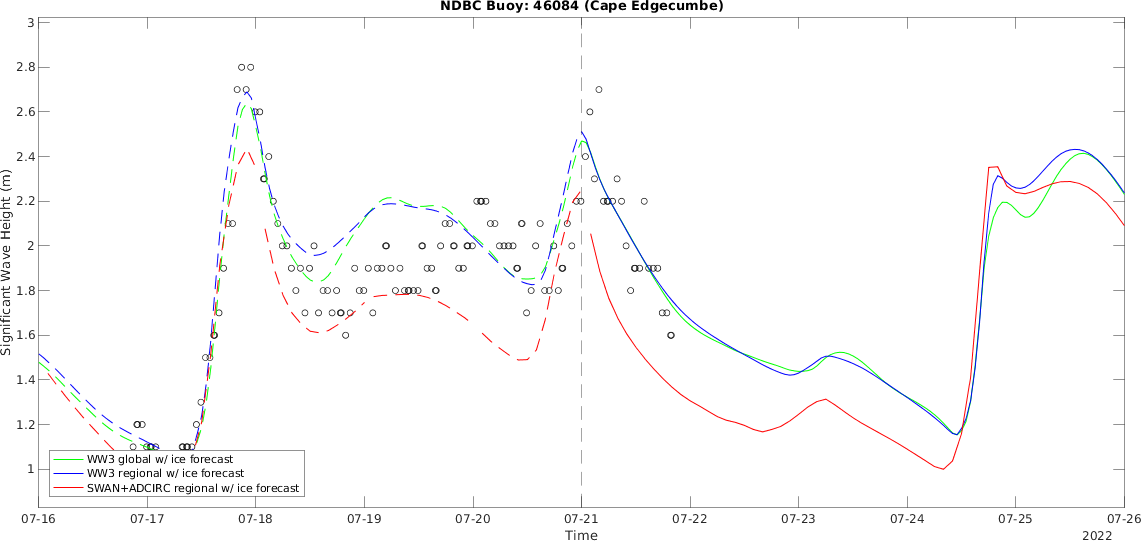 NDBC Buoy: 46084 (Cape Edgecumbe)
3
2.8
2.6
2.4
2.2
2
1.8
1.6
1.4
1.2
1
Significant Wave Height (m)
WW3 global w/ ice forecast
WW3 regional w/ ice forecast
SWAN+ADCIRC regional w/ ice forecast
07-16 07-17 07-18 07-19 07-20 07-21 07-22 07-23 07-24 07-25 07-26
Time
2022